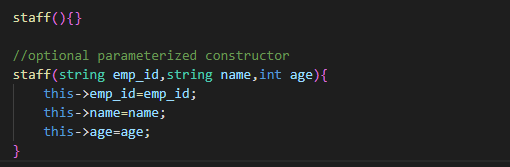 staff(){}
//optional parameterized constructor
staff(string emp_id,string name,int age){
this->emp_id=emp_id;
this->name=name;
this->age=age;
}